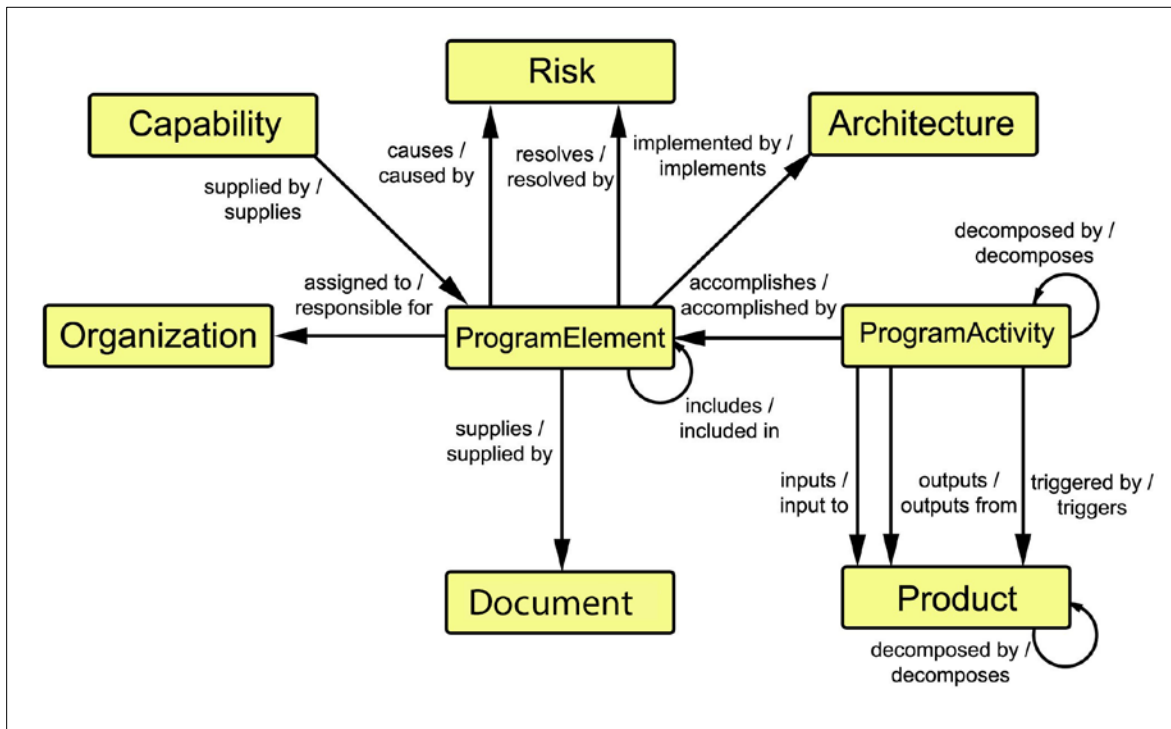 Risk
Capability
Architecture
causes /
caused by
resolves /
resolved by
implemented by /
implements
supplied by /
supplies
decomposed by /
decomposes
assigned to /
responsible for
accomplishes /
accomplished by
Organization
ProgramElement
ProgramActivity
includes /
included in
supplies /
supplied by
inputs /
input to
outputs /
outputs from
triggered by /
triggers
Document
Product
decomposed by /
decomposes